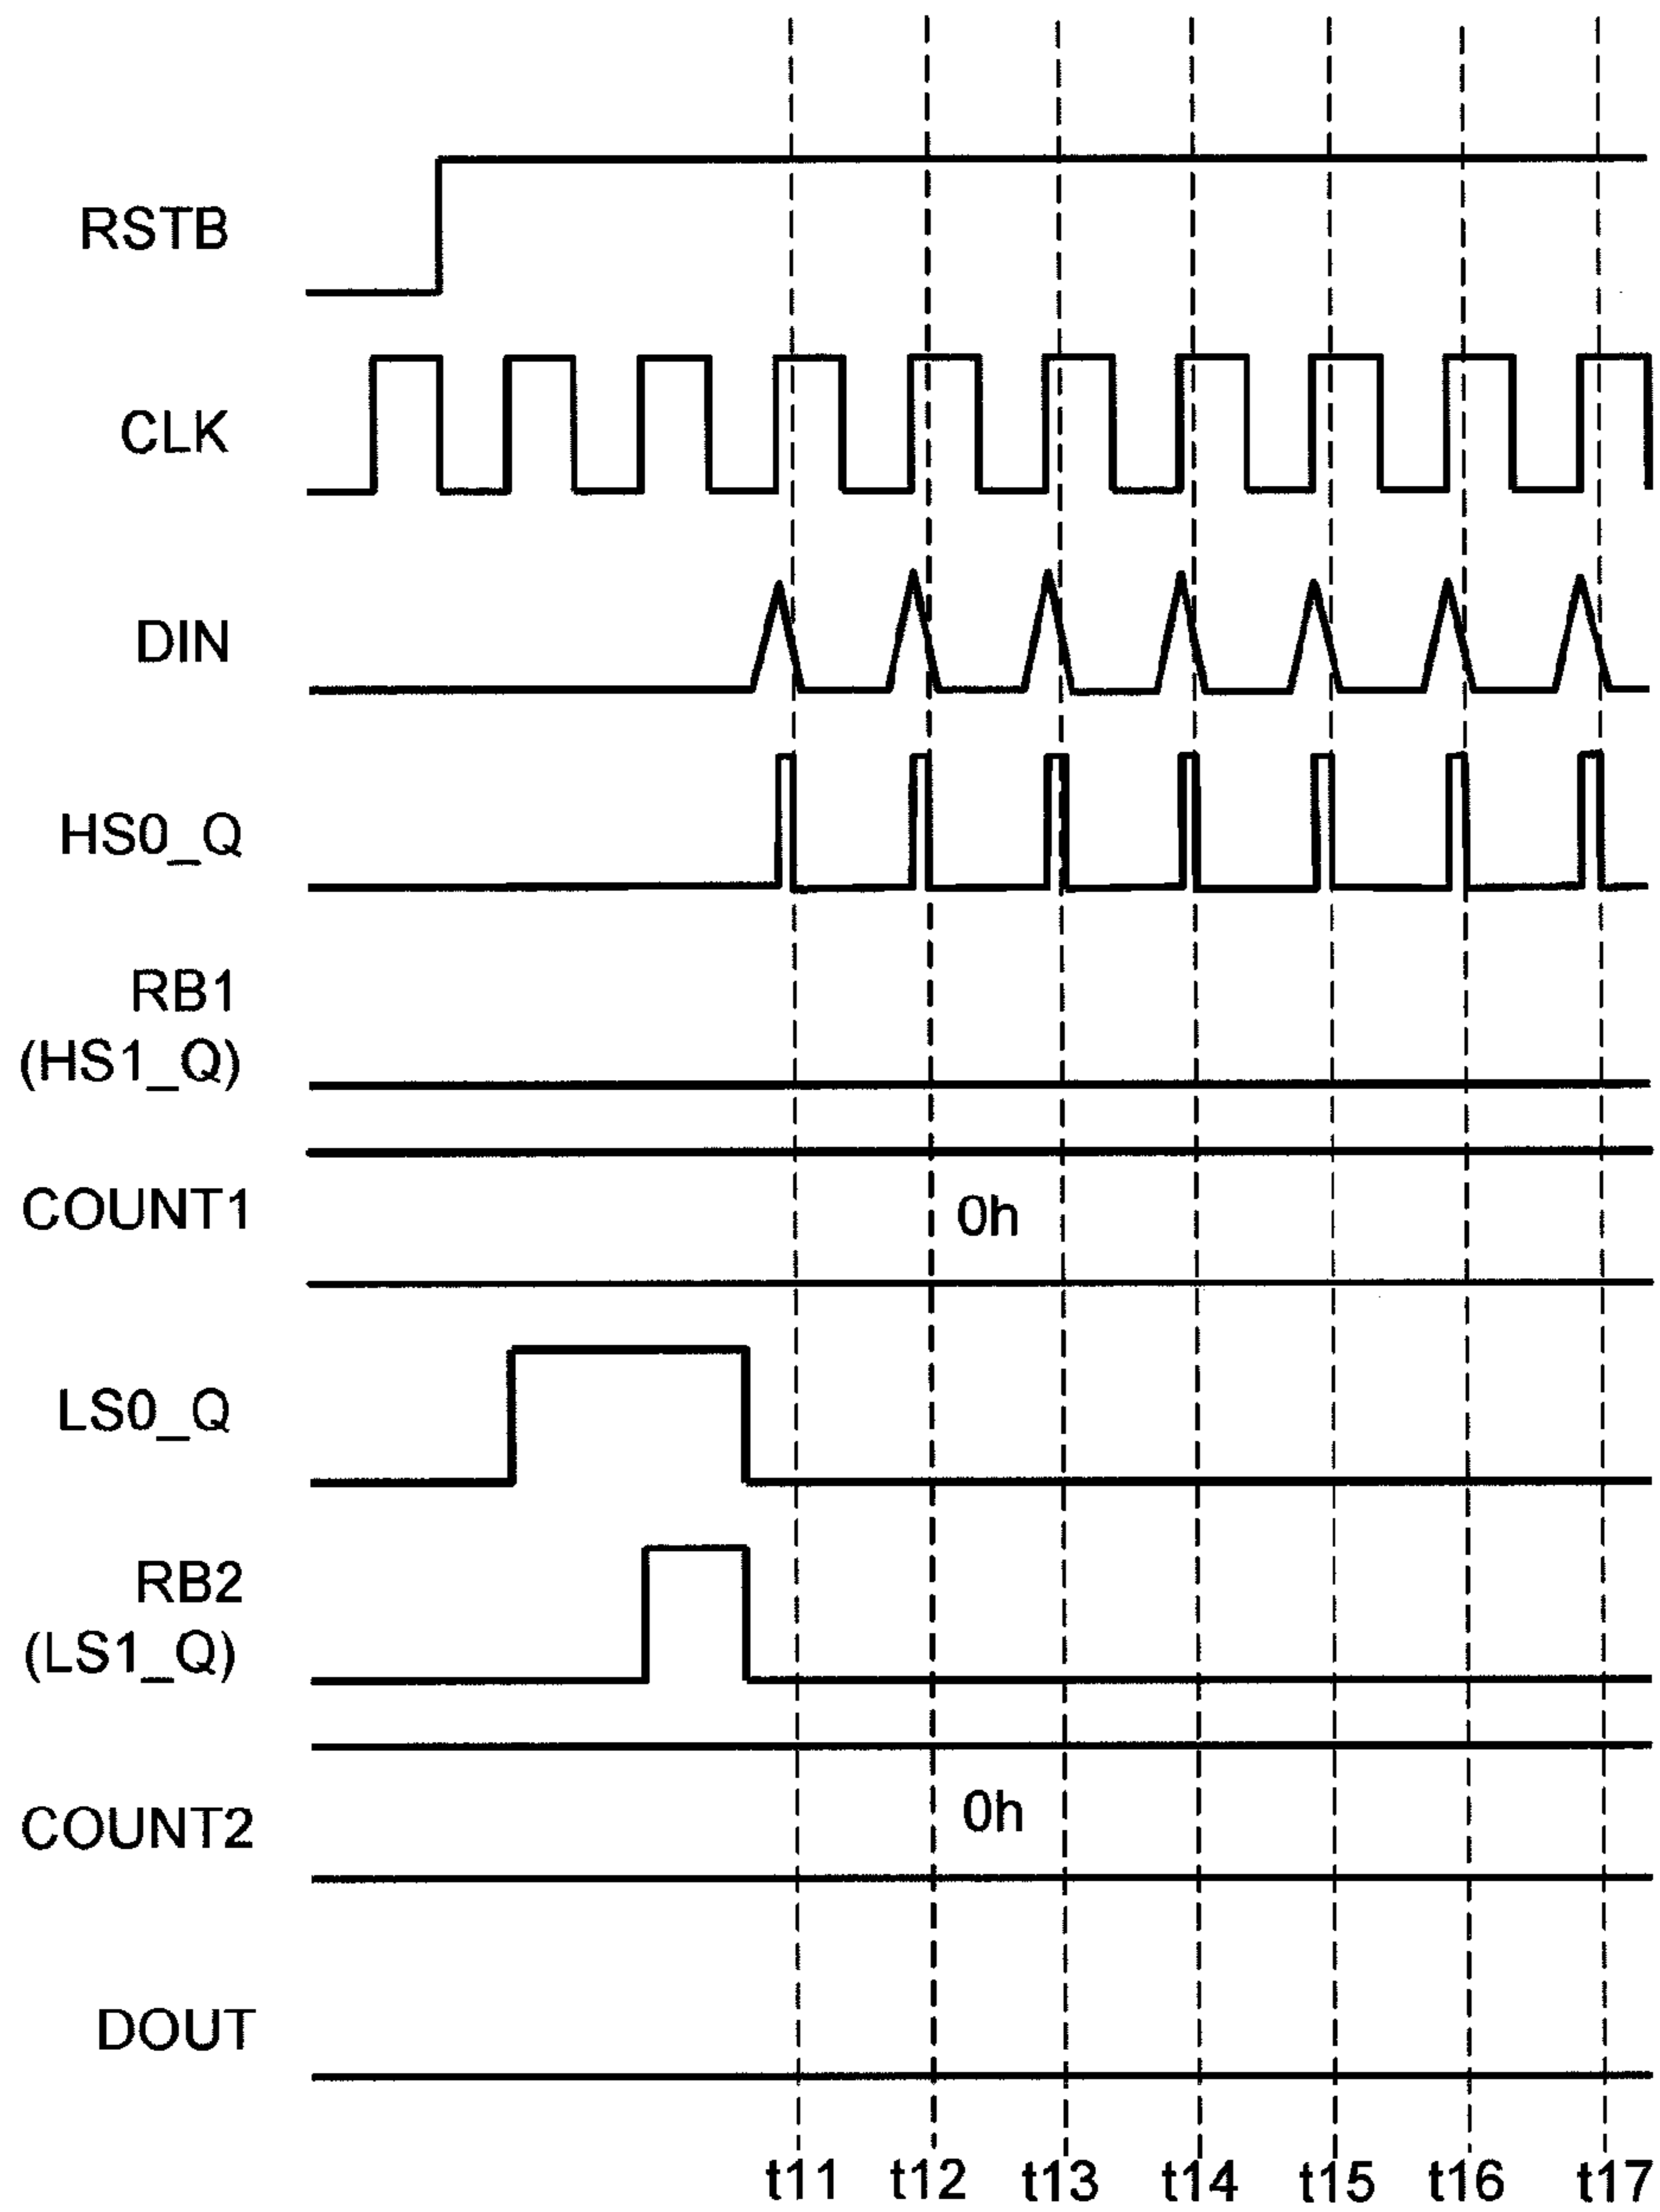 RSTB
CLK
DIN
HS0_Q
RB1
(HS1_Q)
COUNT1
0h
LS0_Q
RB2
(LS1_Q)
COUNT2
0h
DOUT
t11 t12 t13 t14 t15 t16 t17